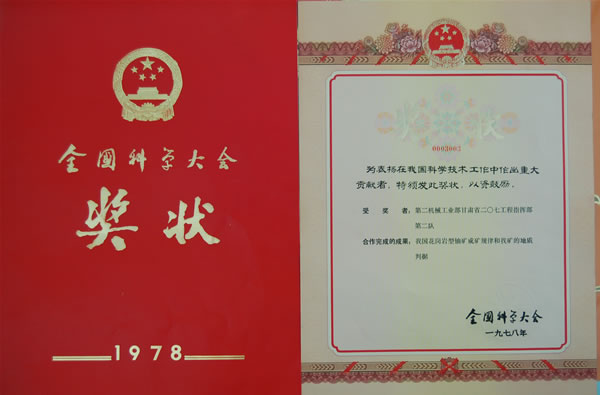 全国科学大会
奖状
1978
奖状
0003003
为表扬在我国科学技术工作中作出重大
贡献者，特颁发此奖状，以资鼓励。
受奖者：第二机械工业部甘肃省二〇七工程指挥部
第二队
合作完成的成果：我国花岗岩型铀矿成矿规律和找矿的地质
判据
全国科学大会
一九七八年